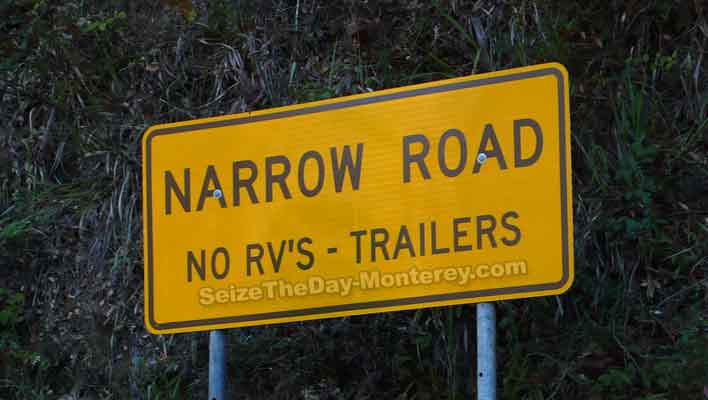 NARROW ROAD
NO RV'S - TRAILERS
SeizeTheDay-Monterey.com